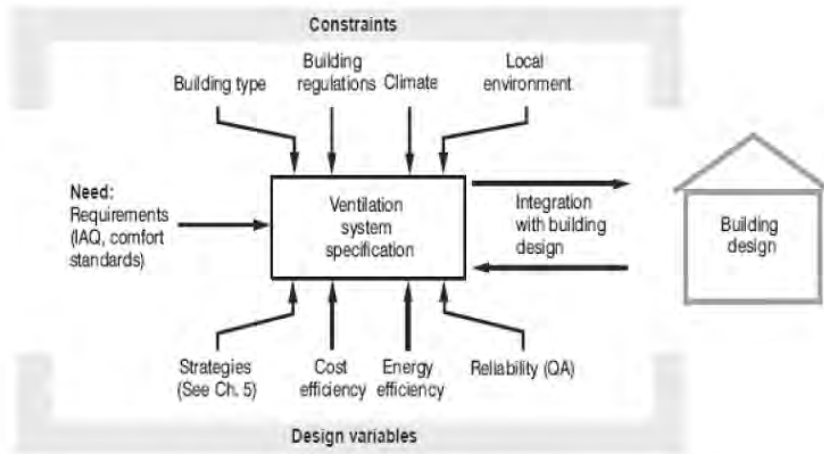 Constraints
Building type
Building
regulations
Climate
Local
environment
Need:
Requirements
(IAQ, comfort
standards)
Ventilation
system
specification
Integration
with building
design
Building
design
Strategies
(See Ch. 5)
Cost
efficiency
Energy
efficiency
Reliability (QA)
Design variables